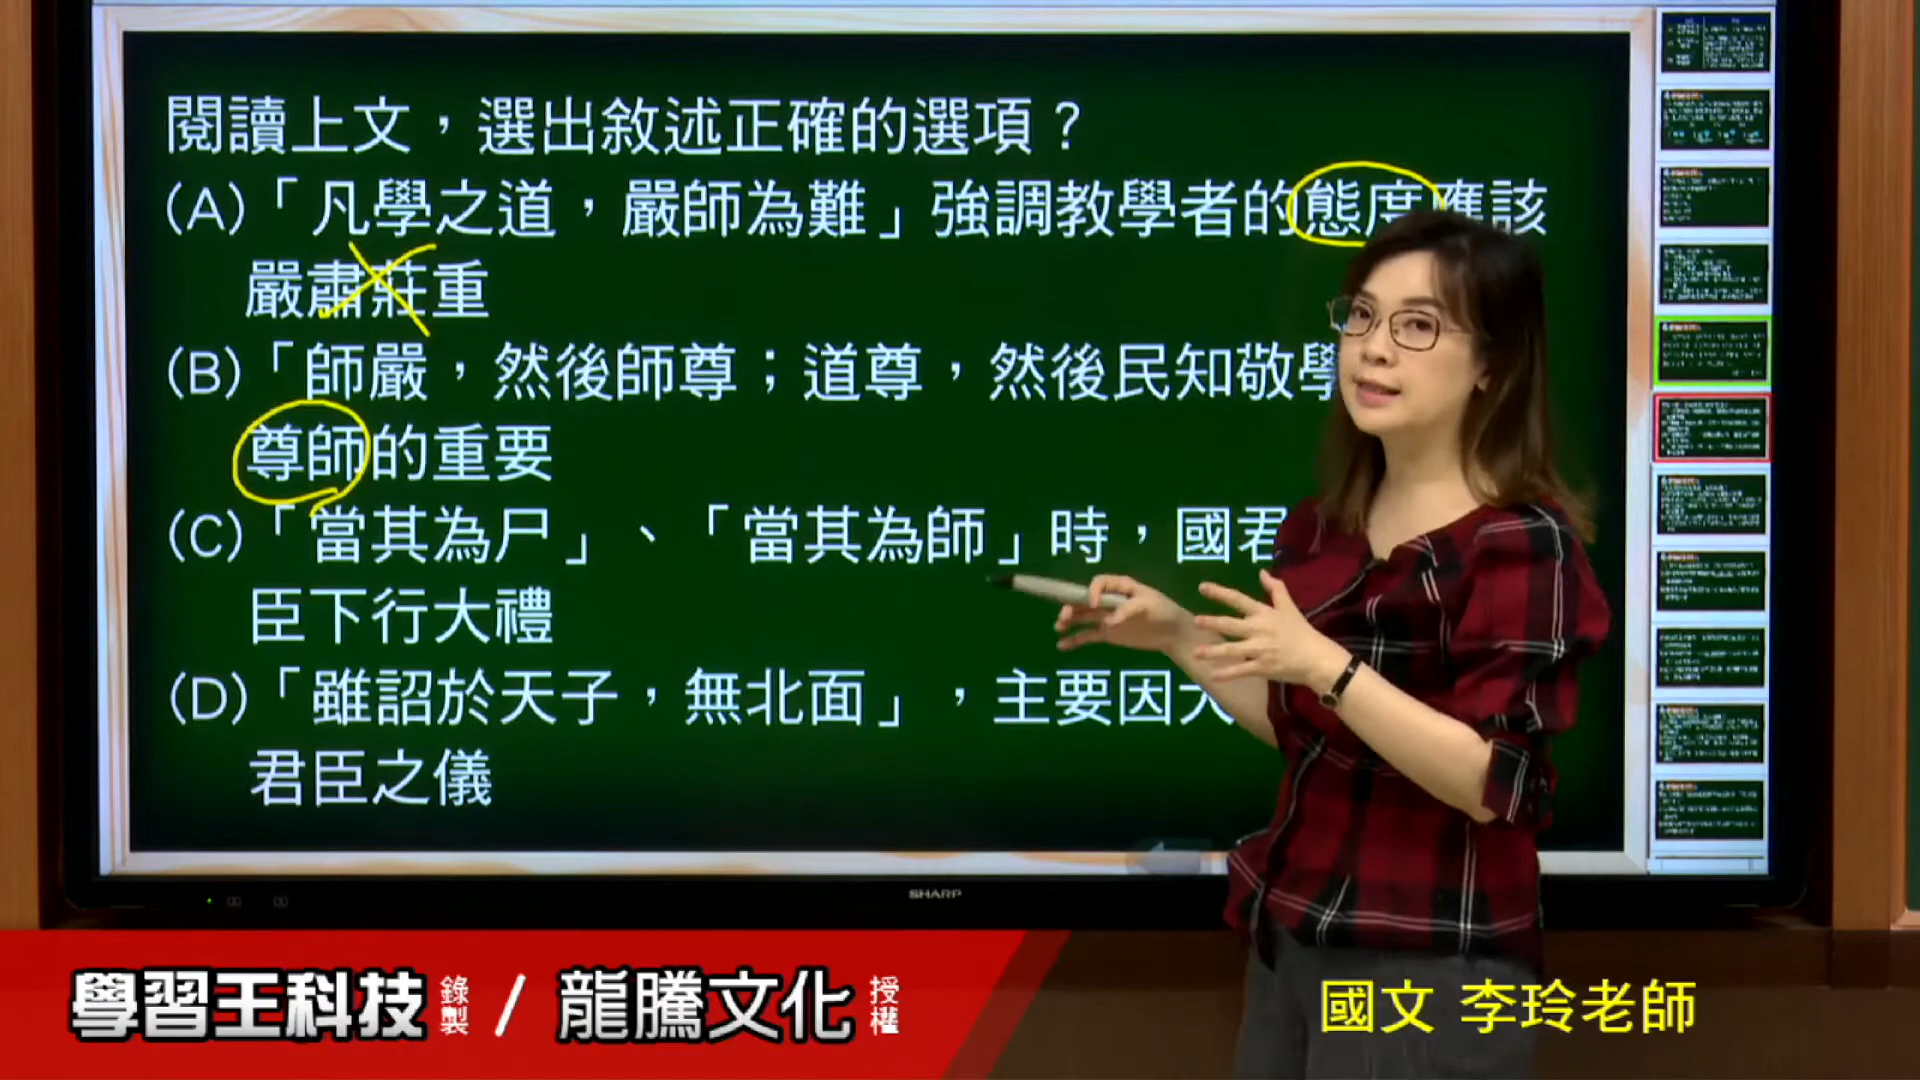 閱讀上文，選出敘述正確的選項？
(A)「凡學之道，嚴師為難」強調教學者的態度應該
嚴肅莊重
(B)「師嚴，然後師尊；道尊，然後民知敬學
尊師的重要
(C)「當其為尸」、「當其為師」時，國君
臣下行大禮
(D)「雖詔於天子，無北面」，主要因大
君臣之儀
SHARP
學習王科技 錄製 / 龍騰文化 授權
國文 李玲老師